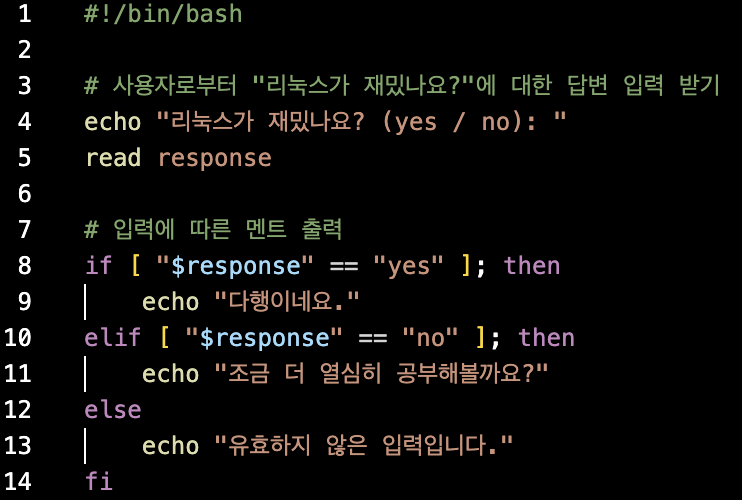 1 #!/bin/bash
2
3 # 사용자로부터 "리눅스가 재밌나요?"에 대한 답변 입력 받기
4 echo "리눅스가 재밌나요? (yes / no): "
5 read response
6
7 # 입력에 따른 멘트 출력
8 if [ "$response" == "yes" ]; then
9     echo "다행이네요."
10 elif [ "$response" == "no" ]; then
11     echo "조금 더 열심히 공부해볼까요?"
12 else
13     echo "유효하지 않은 입력입니다."
14 fi